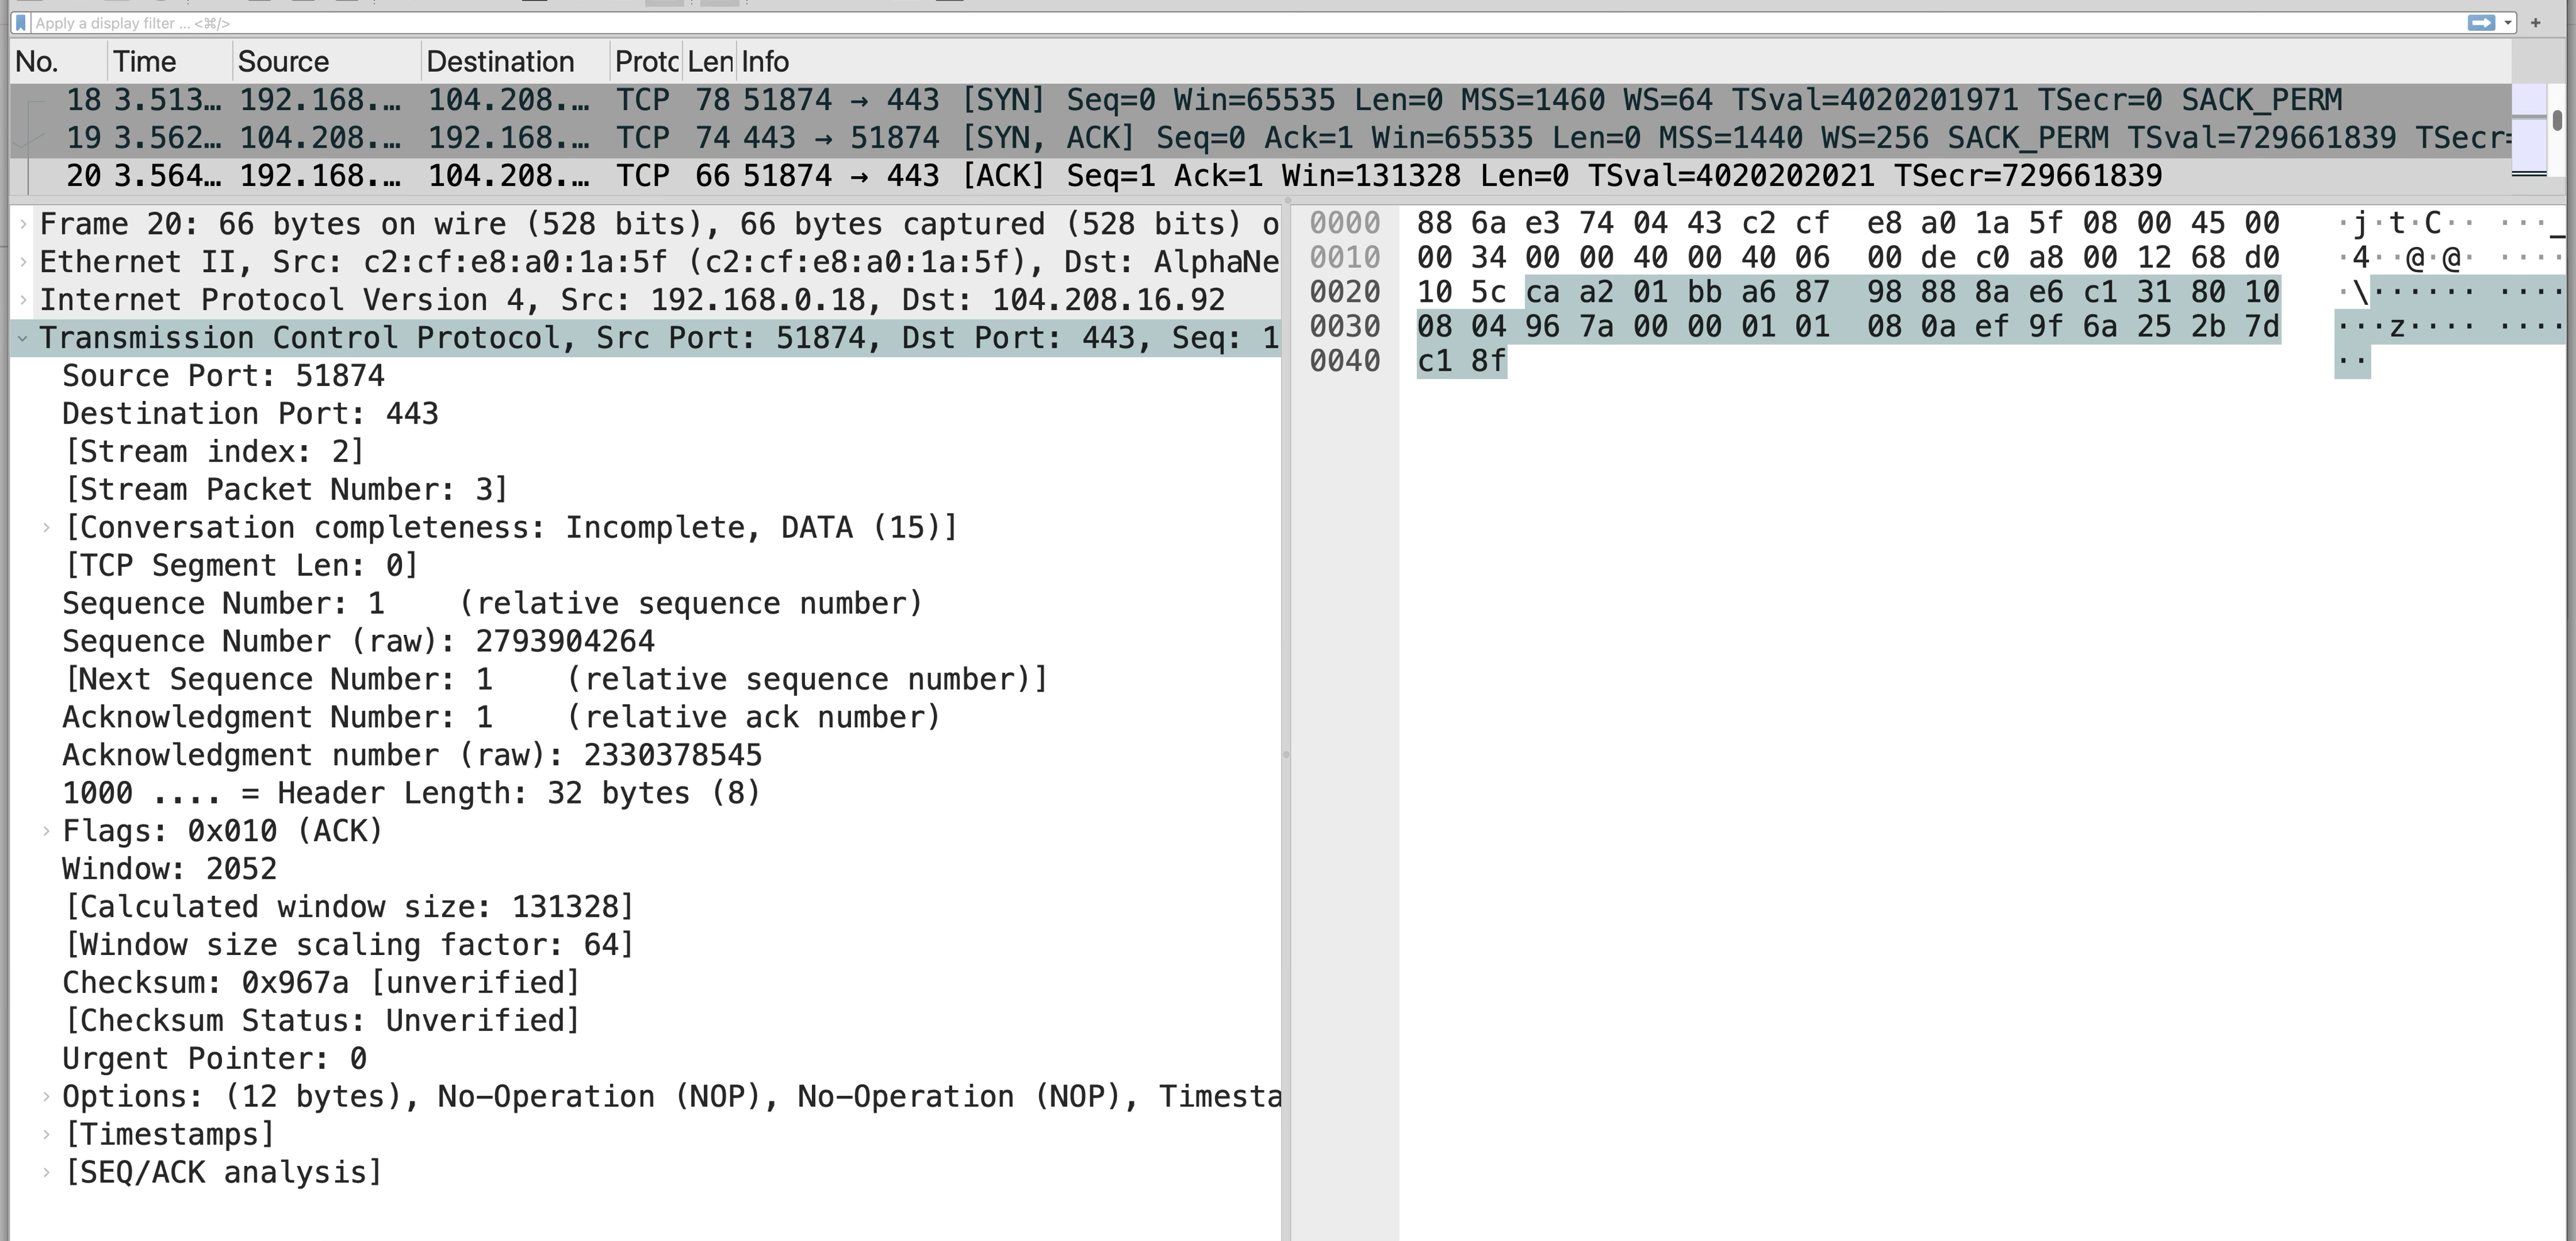 Apply a display filter ... <⌘/>
No. Time Source Destination Proto Len Info
18 3.513… 192.168.… 104.208.… TCP 78 51874 → 443 [SYN] Seq=0 Win=65535 Len=0 MSS=1460 WS=64 TSval=4020201971 TSecr=0 SACK_PERM
19 3.562… 104.208.… 192.168.… TCP 74 443 → 51874 [SYN, ACK] Seq=0 Ack=1 Win=65535 Len=0 MSS=1440 WS=256 SACK_PERM TSval=729661839 TSecr=
20 3.564… 192.168.… 104.208.… TCP 66 51874 → 443 [ACK] Seq=1 Ack=1 Win=131328 Len=0 TSval=4020202021 TSecr=729661839
Frame 20: 66 bytes on wire (528 bits), 66 bytes captured (528 bits) o
Ethernet II, Src: c2:cf:e8:a0:1a:5f (c2:cf:e8:a0:1a:5f), Dst: AlphaNe
Internet Protocol Version 4, Src: 192.168.0.18, Dst: 104.208.16.92
Transmission Control Protocol, Src Port: 51874, Dst Port: 443, Seq: 1
Source Port: 51874
Destination Port: 443
[Stream index: 2]
[Stream Packet Number: 3]
[Conversation completeness: Incomplete, DATA (15)]
[TCP Segment Len: 0]
Sequence Number: 1    (relative sequence number)
Sequence Number (raw): 2793904264
[Next Sequence Number: 1    (relative sequence number)]
Acknowledgment Number: 1    (relative ack number)
Acknowledgment number (raw): 2330378545
1000 .... = Header Length: 32 bytes (8)
Flags: 0x010 (ACK)
Window: 2052
[Calculated window size: 131328]
[Window size scaling factor: 64]
Checksum: 0x967a [unverified]
[Checksum Status: Unverified]
Urgent Pointer: 0
Options: (12 bytes), No-Operation (NOP), No-Operation (NOP), Timesta
[Timestamps]
[SEQ/ACK analysis]
0000 88 6a e3 74 04 43 c2 cf e8 a0 1a 5f 08 00 45 00 ·j·t·C·· ···_
0010 00 34 00 00 40 00 40 06 00 de c0 a8 00 12 68 d0 ·4··@·@· ····
0020 10 5c ca a2 01 bb a6 87 98 88 8a e6 c1 31 80 10 ·\······ ····
0030 08 04 96 7a 00 00 01 01 08 0a ef 9f 6a 25 2b 7d ···z···· ····
0040 c1 8f ··